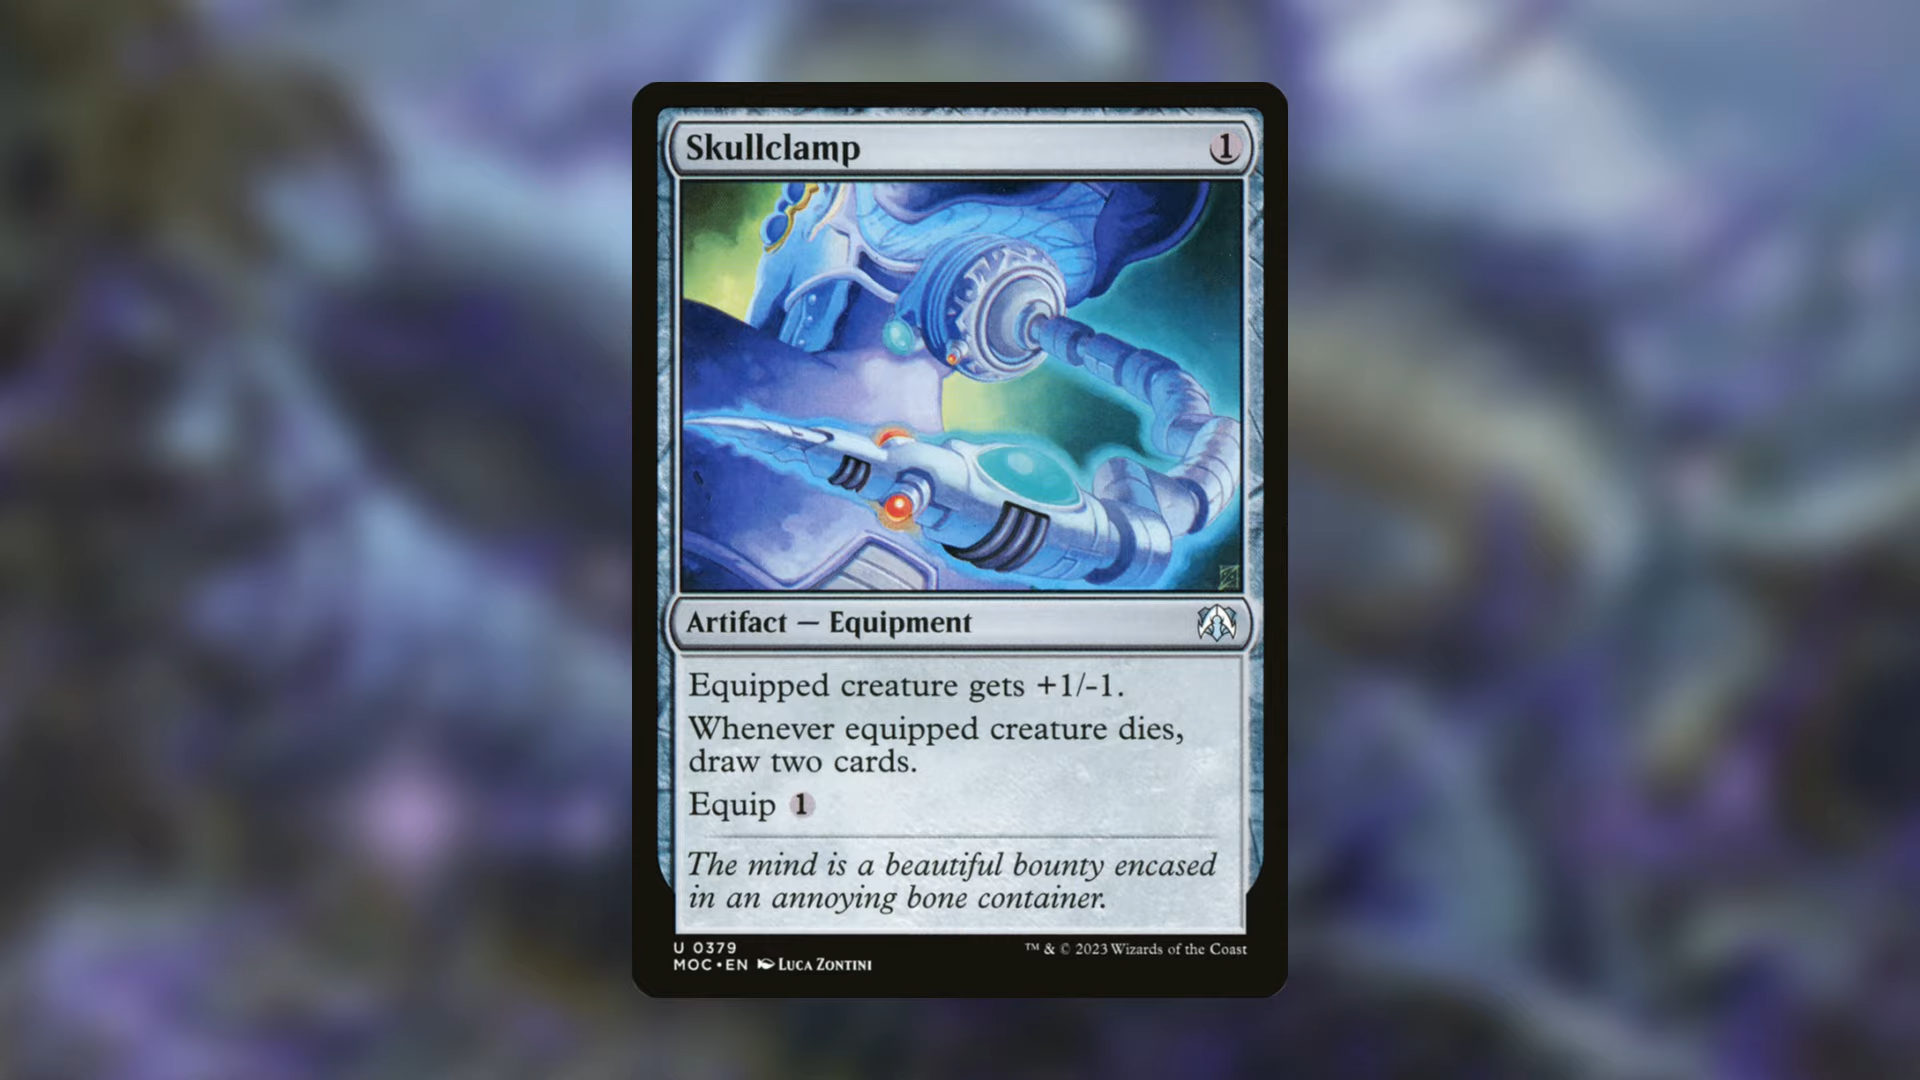 Skullclamp 1
Artifact — Equipment
Equipped creature gets +1/-1.
Whenever equipped creature dies,
draw two cards.
Equip 1
The mind is a beautiful bounty encased
in an annoying bone container.
U 0379
MOC•EN Luca Zontini
™ & © 2023 Wizards of the Coast